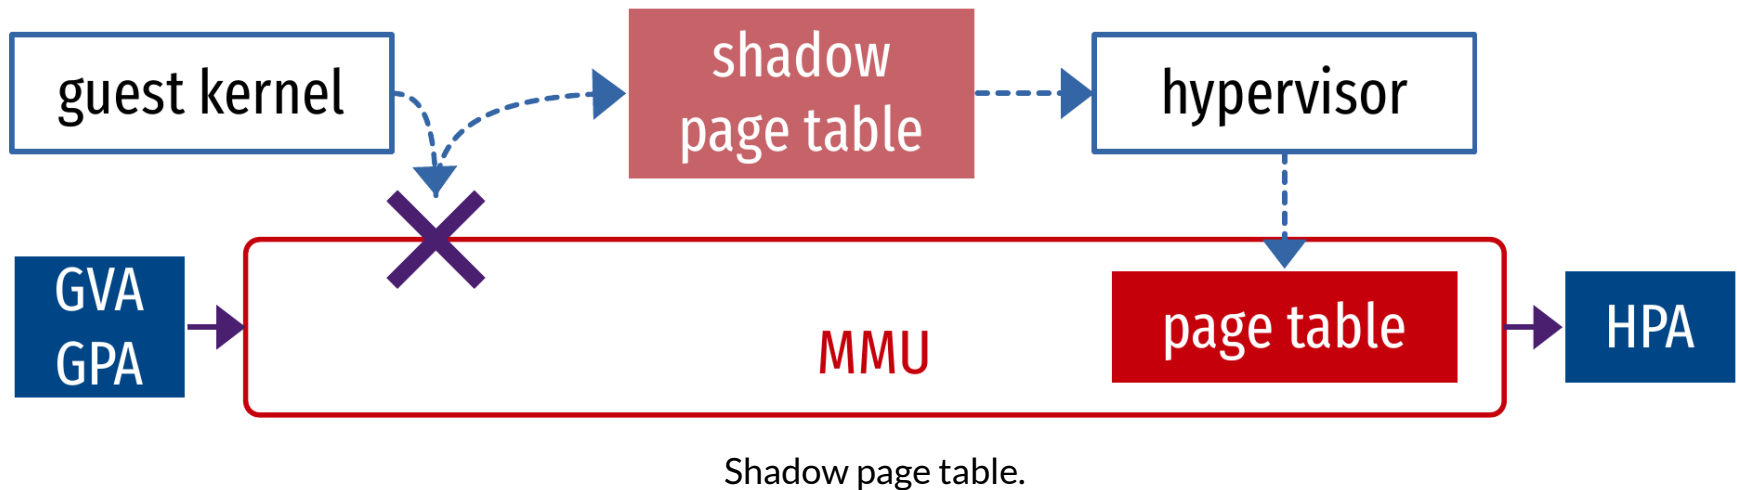 guest kernel
shadow
page table
hypervisor
GVA
GPA
MMU
page table
HPA
Shadow page table.